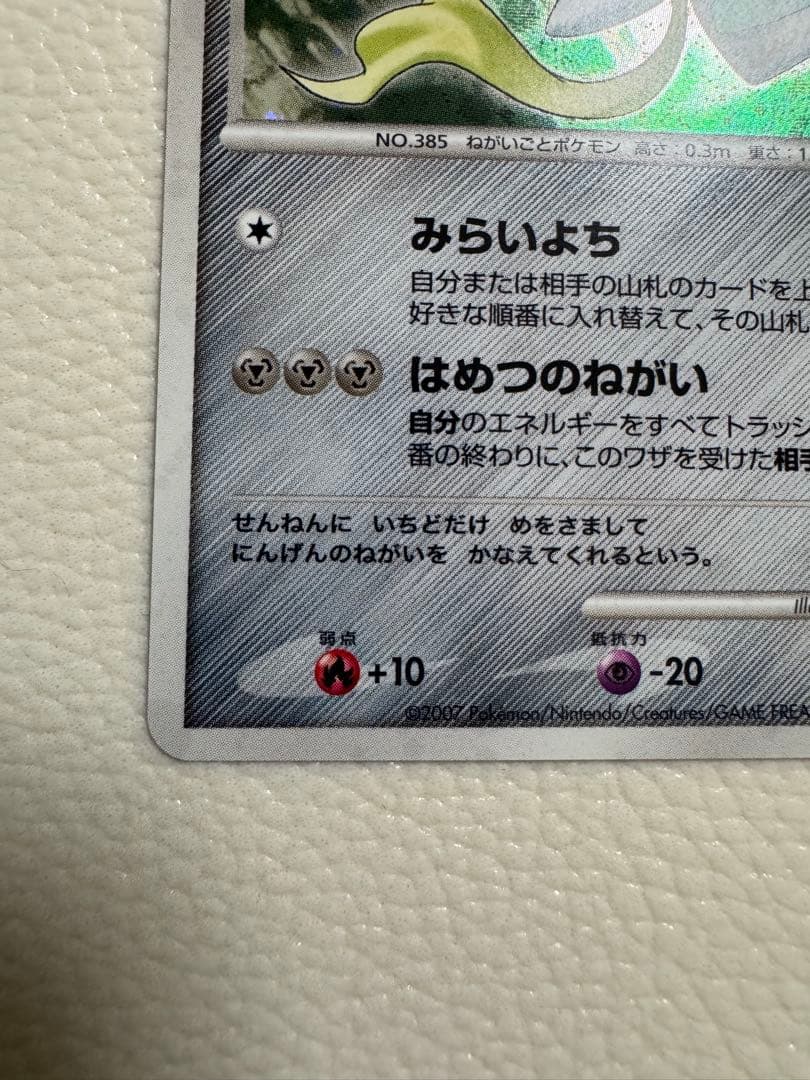 NO.385 ねがいごとポケモン 高さ：0.3m 重さ：1
みらいよち
自分または相手の山札のカードを上
好きな順番に入れ替えて、その山札
はめつのねがい
自分のエネルギーをすべてトラッシ
番の終わりに、このワザを受けた相手
せんねんに いちどだけ めをさまして
にんげんのねがいを かなえてくれるという。
弱点 抵抗力
+10 -20
©2007 Pokémon/Nintendo/Creatures/GAME FREA